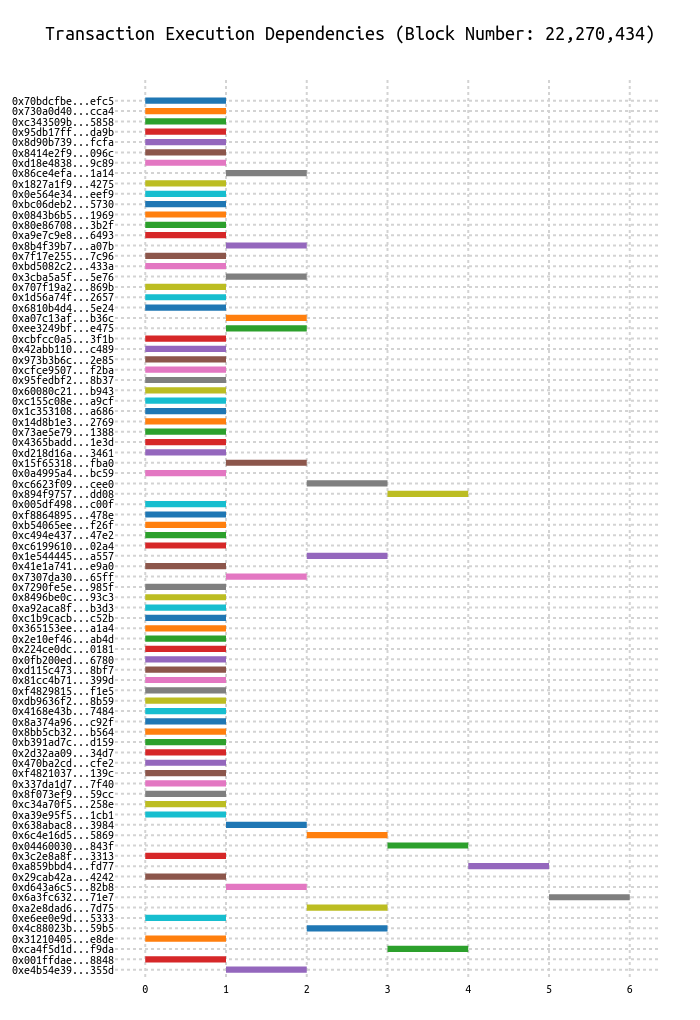 Transaction Execution Dependencies (Block Number: 22,270,434)
0x70bdcfbe...efc5
0x730a0d40...cca4
0xc343509b...5858
0x95db17ff...da9b
0x8d90b739...fcfa
0x8414e2f9...096c
0xd18e4838...9c89
0x86ce4efa...1a14
0x1827a1f9...4275
0x0e564e34...eef9
0xbc06deb2...5730
0x0843b6b5...1969
0x80e86708...3b2f
0xa9e7c9e8...6493
0x8b4f39b7...a07b
0x7f17e255...7c96
0xbd5082c2...433a
0x3cba5a5f...5e76
0x707f19a2...869b
0x1d56a74f...2657
0x6810b4d4...5e24
0xa07c13af...b36c
0xee3249bf...e475
0xcbfcc0a5...3f1b
0x42abb110...c489
0x973b3b6c...2e85
0xcfce9507...f2ba
0x95fedbf2...8b37
0x60080c21...b943
0xc155c08e...a9cf
0x1c353108...a686
0x14d8b1e3...2769
0x73ae5e79...1388
0x4365badd...1e3d
0xd218d16a...3461
0x15f65318...fba0
0x0a4995a4...bc59
0xc6623f09...cee0
0x894f9757...dd08
0x005df498...c00f
0xf8864895...478e
0xb54065ee...f26f
0xc494e437...47e2
0xc6199610...02a4
0x1e544445...a557
0x41e1a741...e9a0
0x7307da30...65ff
0x7290fe5e...985f
0x8496be0c...93c3
0xa92aca8f...b3d3
0xc1b9cacb...c52b
0x365153ee...a1a4
0x2e10ef46...ab4d
0x224ce0dc...0181
0x0fb200ed...6780
0xd115c473...8bf7
0x81cc4b71...399d
0xf4829815...f1e5
0xdb9636f2...8b59
0x4168e43b...7484
0x8a374a96...c92f
0x8bb5cb32...b564
0xb391ad7c...d159
0x2d32aa09...34d7
0x470ba2cd...cfe2
0xf4821037...139c
0x337da1d7...7f40
0x8f073ef9...59cc
0xc34a70f5...258e
0xa39e95f5...1cb1
0x638abac8...3984
0x6c4e16d5...5869
0x04460030...843f
0x3c2e8a8f...3313
0xa859bbd4...fd77
0x29cab42a...4242
0xd643a6c5...82b8
0x6a3fc632...71e7
0xa2e8dad6...7d75
0xe6ee0e9d...5333
0x4c88023b...59b5
0x31210405...e8de
0xca4f5d1d...f9da
0x001ffdae...8848
0xe4b54e39...355d
0 1 2 3 4 5 6